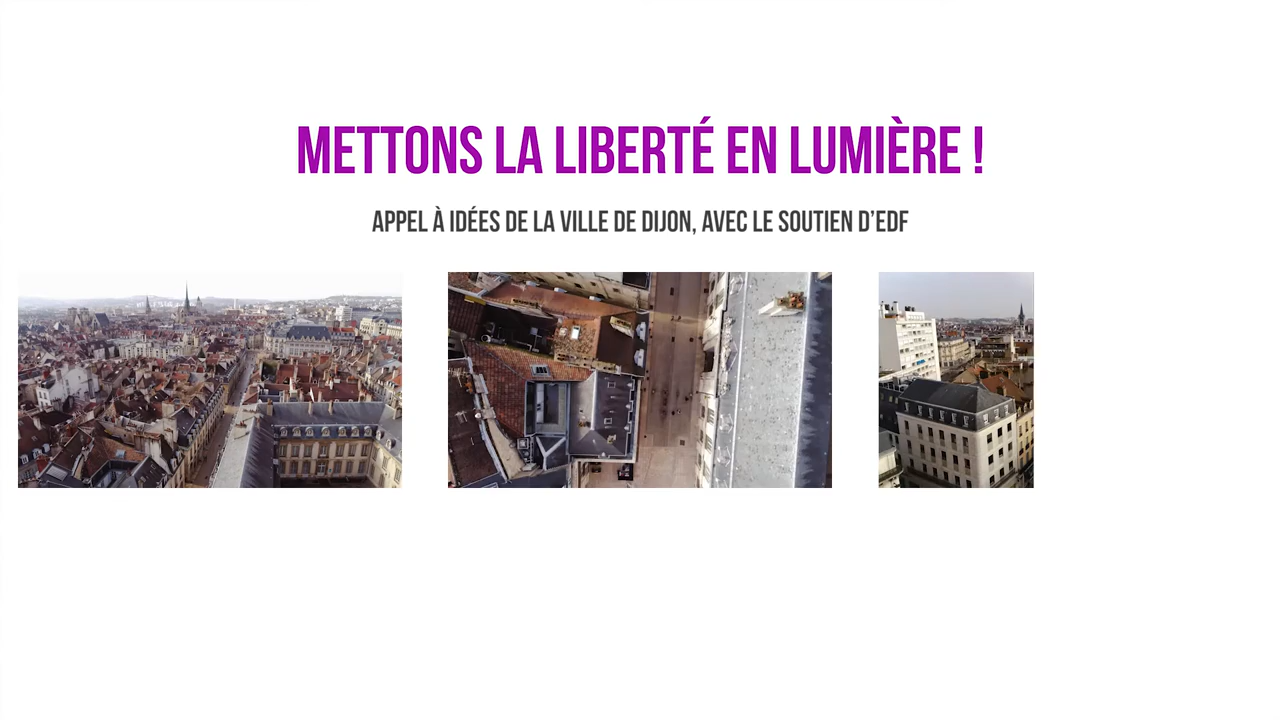 METTONS LA LIBERTÉ EN LUMIÈRE !
APPEL À IDÉES DE LA VILLE DE DIJON, AVEC LE SOUTIEN D’EDF